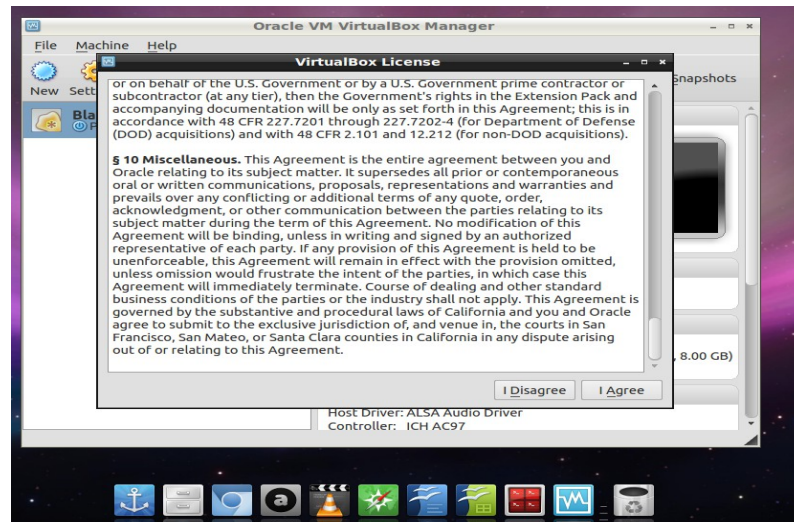 Oracle VM VirtualBox Manager
File Machine Help
VirtualBox License
New
Snapshots
or on behalf of the U.S. Government or by a U.S. Government prime contractor or
subcontractor (at any tier), then the Government's rights in the Extension Pack and
accompanying documentation will be only as set forth in this Agreement; this is in
accordance with 48 CFR 227.7201 through 227.7202-4 (for Department of Defense
(DOD) acquisitions) and with 48 CFR 2.101 and 12.212 (for non-DOD acquisitions).
§ 10 Miscellaneous. This Agreement is the entire agreement between you and
Oracle relating to its subject matter. It supersedes all prior or contemporaneous
oral or written communications, proposals, representations and warranties and
prevails over any conflicting or additional terms of any quote, order,
acknowledgment, or other communication between the parties relating to its
subject matter during the term of this Agreement. No modification of this
Agreement will be binding, unless in writing and signed by an authorized
representative of each party. If any provision of this Agreement is held to be
unenforceable, this Agreement will remain in effect with the provision omitted,
unless omission would frustrate the intent of the parties, in which case this
Agreement will immediately terminate. Course of dealing and other standard
business conditions of the parties or the industry shall not apply. This Agreement is
governed by the substantive and procedural laws of California and you and Oracle
agree to submit to the exclusive jurisdiction of, and venue in, the courts in San
Francisco, San Mateo, or Santa Clara counties in California in any dispute arising
out of or relating to this Agreement.
, 8.00 GB)
I Disagree I Agree
Host Driver: ALSA Audio Driver
Controller: ICH AC97
a